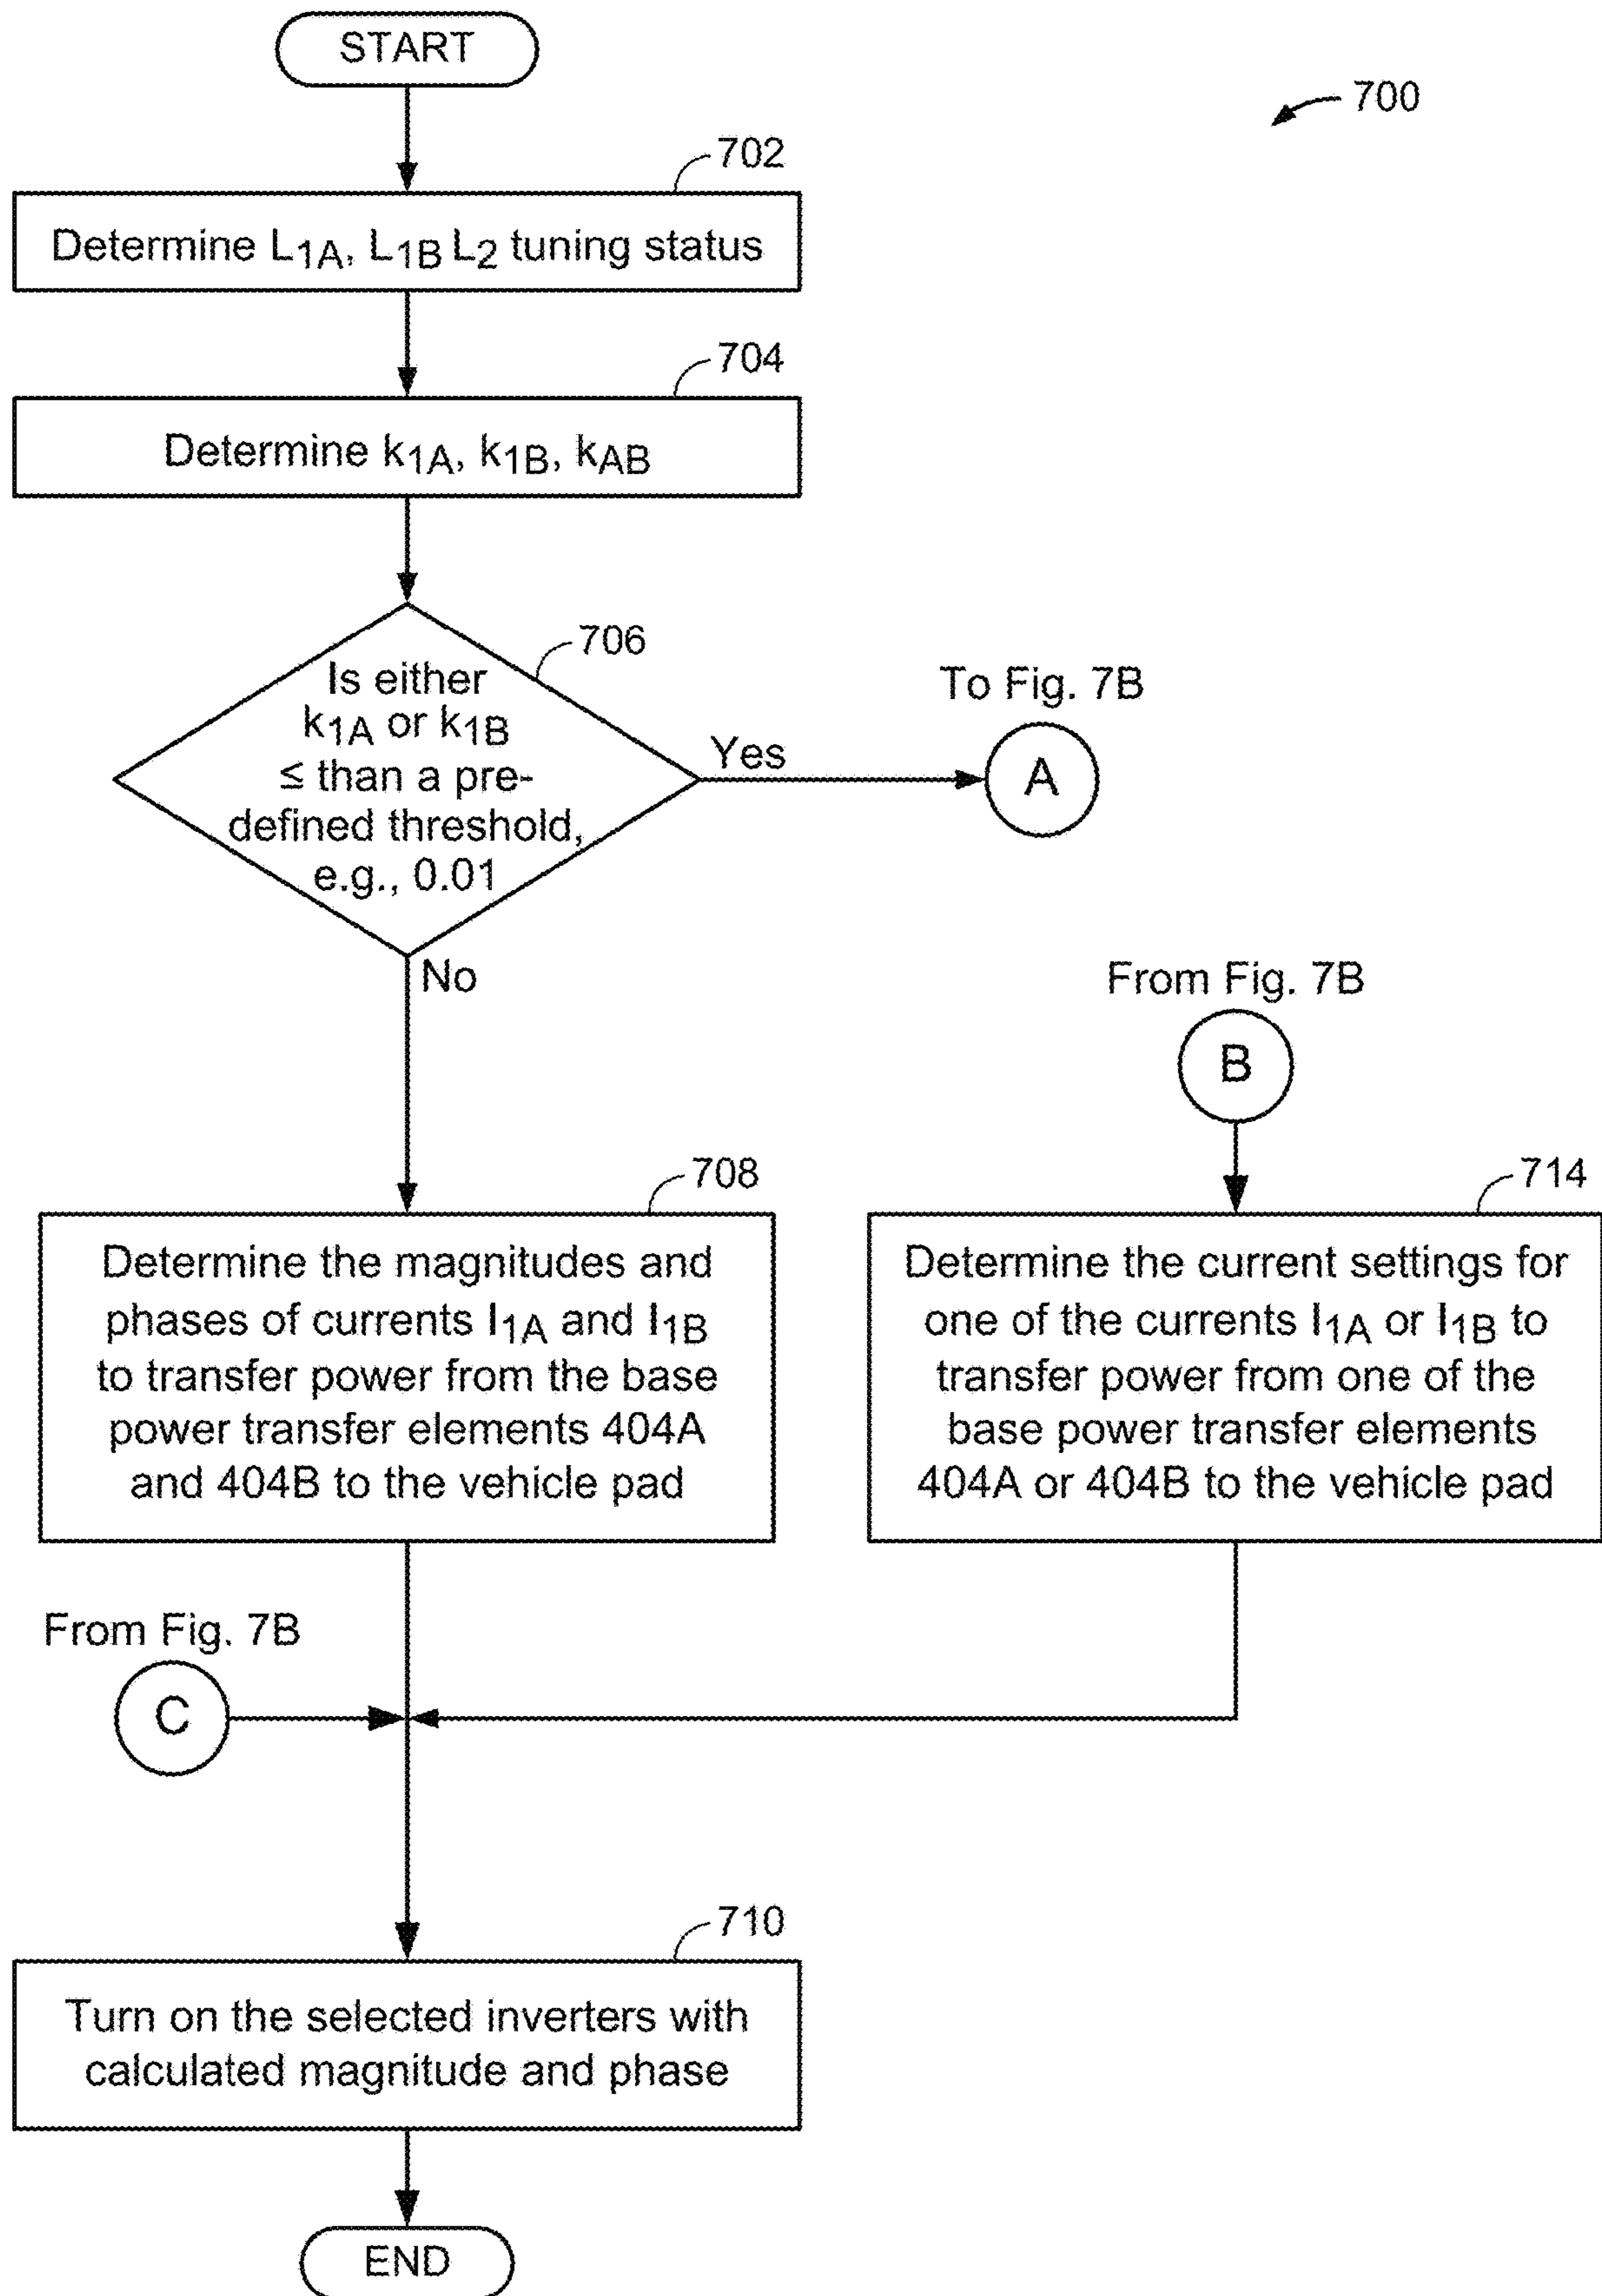 START
700
702
Determine L1A, L1B L2 tuning status
704
Determine k1A, k1B, kAB
706
Is either
k1A or k1B
≤ than a pre-
defined threshold,
e.g., 0.01
Yes
To Fig. 7B
A
No
From Fig. 7B
B
708
Determine the magnitudes and
phases of currents I1A and I1B
to transfer power from the base
power transfer elements 404A
and 404B to the vehicle pad
714
Determine the current settings for
one of the currents I1A or I1B to
transfer power from one of the
base power transfer elements
404A or 404B to the vehicle pad
From Fig. 7B
C
710
Turn on the selected inverters with
calculated magnitude and phase
END